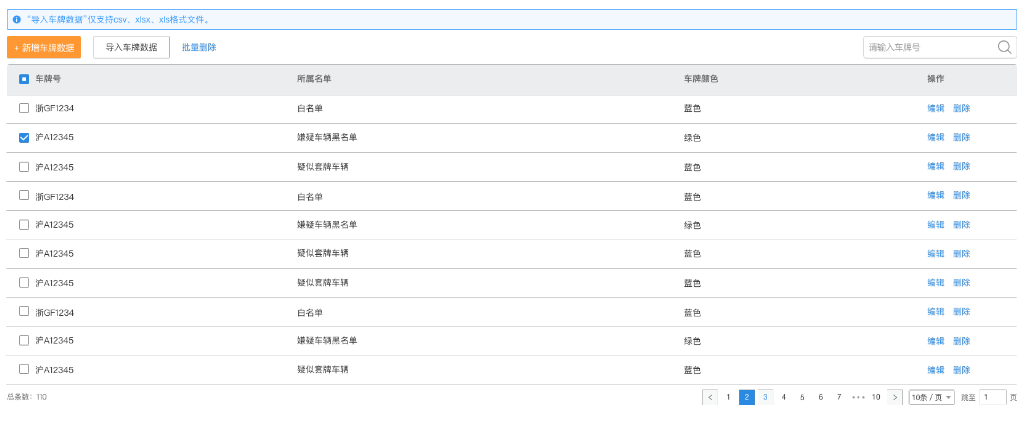 “导入车牌数据”仅支持csv、xlsx、xls格式文件。
+ 新增车牌数据 导入车牌数据 批量删除 请输入车牌号
车牌号 所属名单 车牌颜色 操作
浙GF1234 白名单 蓝色 编辑 删除
沪A12345 嫌疑车辆黑名单 绿色 编辑 删除
沪A12345 疑似套牌车辆 蓝色 编辑 删除
浙GF1234 白名单 蓝色 编辑 删除
沪A12345 嫌疑车辆黑名单 绿色 编辑 删除
沪A12345 疑似套牌车辆 蓝色 编辑 删除
沪A12345 疑似套牌车辆 蓝色 编辑 删除
浙GF1234 白名单 蓝色 编辑 删除
沪A12345 嫌疑车辆黑名单 绿色 编辑 删除
沪A12345 疑似套牌车辆 蓝色 编辑 删除
总条数：110 < 1 2 3 4 5 6 7 ••• 10 > 10条 / 页 跳至 1 页